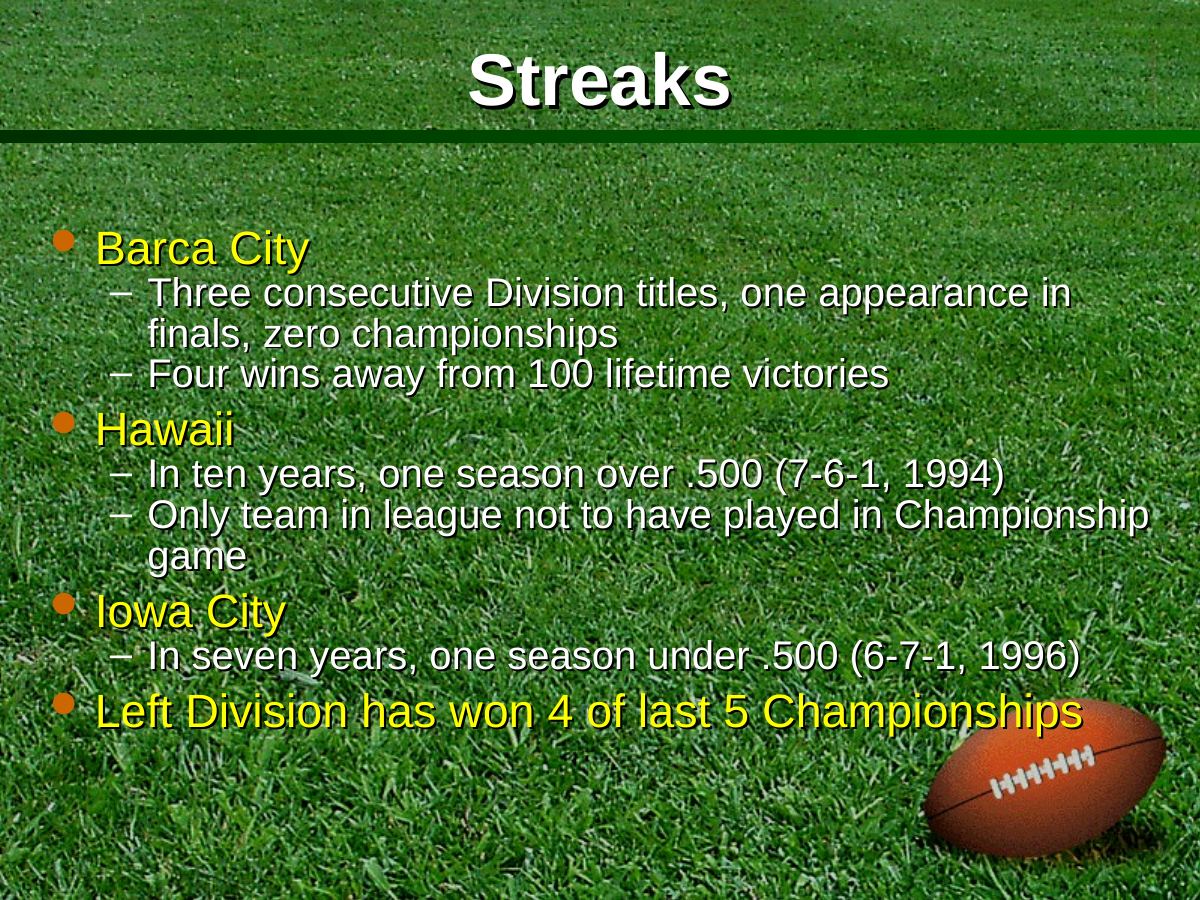 Streaks
Barca City
– Three consecutive Division titles, one appearance in
finals, zero championships
– Four wins away from 100 lifetime victories
Hawaii
– In ten years, one season over .500 (7-6-1, 1994)
– Only team in league not to have played in Championship
game
Iowa City
– In seven years, one season under .500 (6-7-1, 1996)
Left Division has won 4 of last 5 Championships